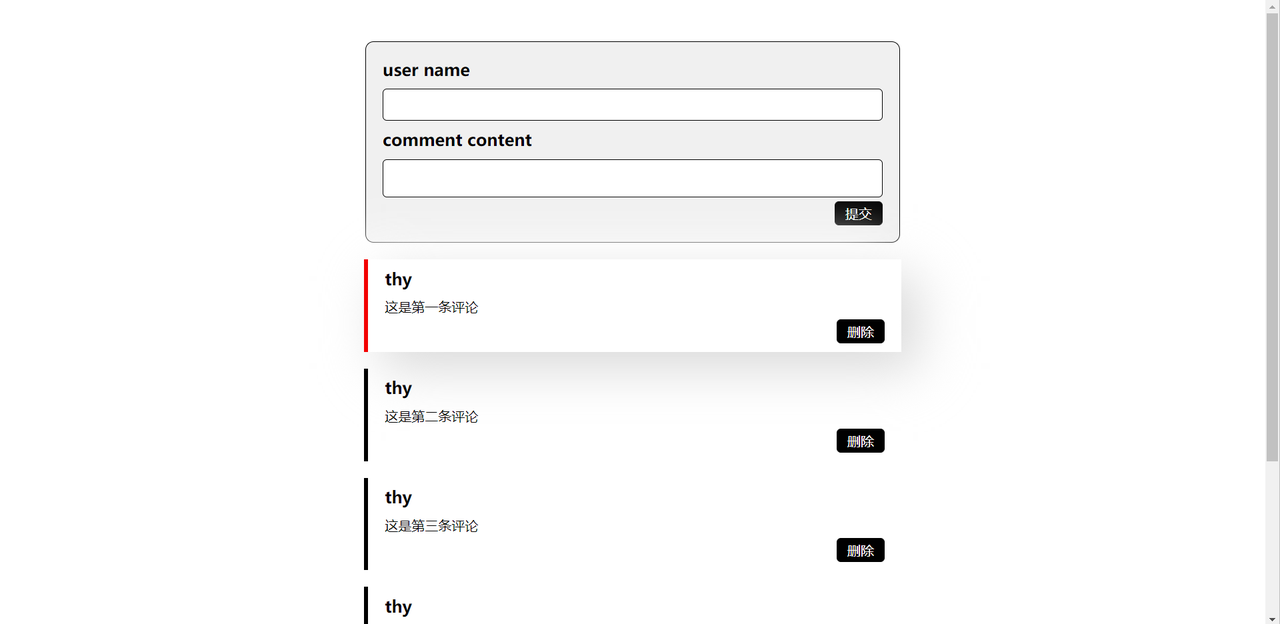 user name
comment content
提交
thy
这是第一条评论
删除
thy
这是第二条评论
删除
thy
这是第三条评论
删除
thy